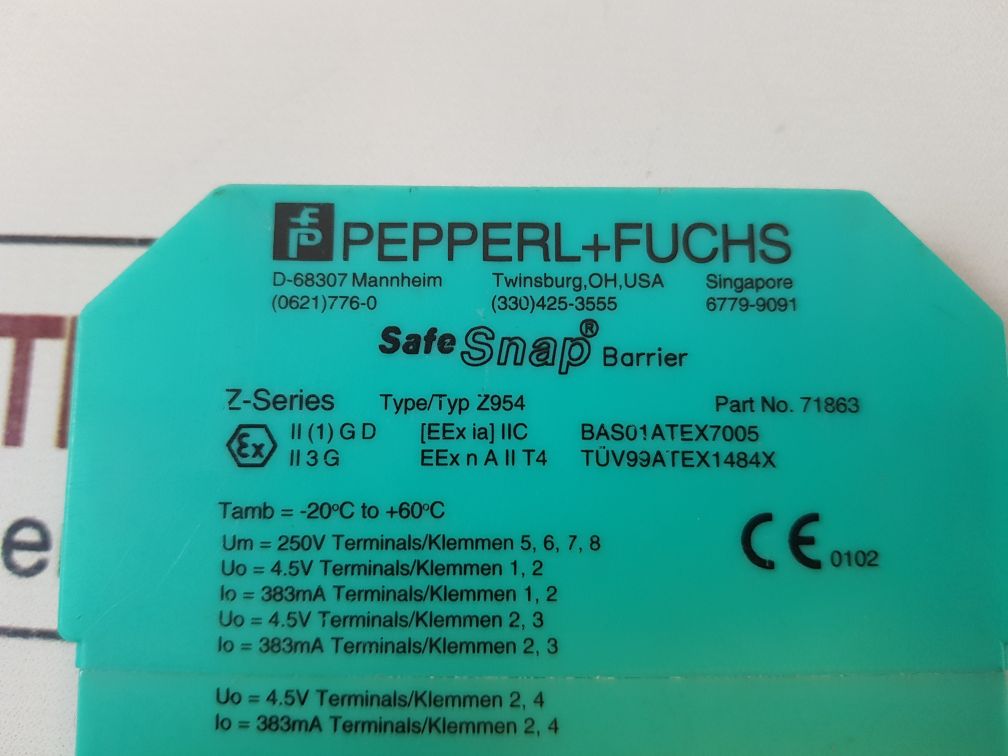 PEPPERL+FUCHS
D-68307 Mannheim Twinsburg,OH,USA Singapore
(0621)776-0 (330)425-3555 6779-9091
Safe Snap® Barrier
Z-Series Type/Typ Z954 Part No. 71863
Ex II (1) G D [EEx ia] IIC BAS01ATEX7005
II 3 G EEx n A II T4 TÜV99ATEX1484X
Tamb = -20°C to +60°C
Um = 250V Terminals/Klemmen 5, 6, 7, 8
CE 0102
Uo = 4.5V Terminals/Klemmen 1, 2
Io = 383mA Terminals/Klemmen 1, 2
Uo = 4.5V Terminals/Klemmen 2, 3
Io = 383mA Terminals/Klemmen 2, 3
Uo = 4.5V Terminals/Klemmen 2, 4
Io = 383mA Terminals/Klemmen 2, 4